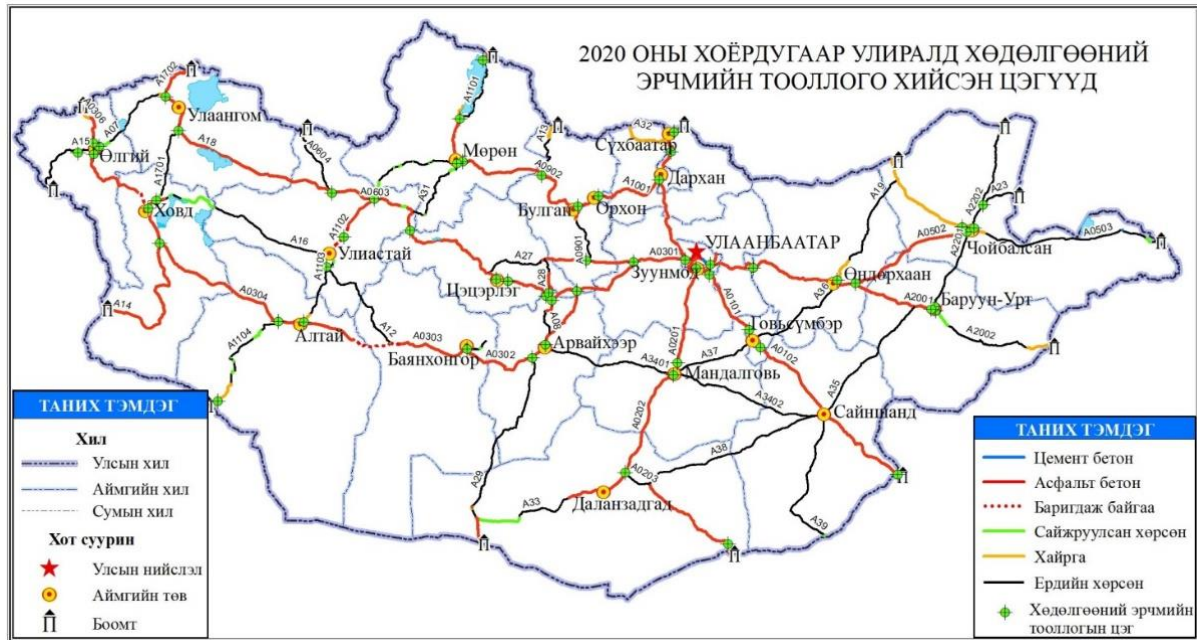 2020 ОНЫ ХОЁРДУГААР УЛИРАЛД ХӨДӨЛГӨӨНИЙ
ЭРЧМИЙН ТООЛЛОГО ХИЙСЭН ЦЭГҮҮД
A1702
Улаангом
A0306
A07
A15
Өлгий
A18
A1701
Ховд
A0604
A1101
Мөрөн
A0603
A31
A13
A0902
A32
Сүхбаатар
Дархан
A1001
Булган
Орхон
A19
A2202
A23
A0502
A2201
Чойбалсан
A0503
A1102
A16
Улиастай
A1103
A27
Цэцэрлэг
A28
A0901
A0301
УЛААНБААТАР
Зуунмод
A36
Өндөрхаан
A2001
Баруун-Урт
A2002
A14
A0304
A1104
Алтай
A12
A0303
Баянхонгор
A0302
A08
Арвайхээр
A0201
A0101
Говьсүмбэр
A37
A0102
A3401
Мандалговь
A3402
A35
Сайншанд
A0202
A38
A0203
A29
A33
Даланзадгад
A39
ТАНИХ ТЭМДЭГ
Хил
Улсын хил
Аймгийн хил
Сумын хил
Хот суурин
Улсын нийслэл
Аймгийн төв
Боомт
ТАНИХ ТЭМДЭГ
Цемент бетон
Асфальт бетон
Баригдаж байгаа
Сайжруулсан хөрсөн
Хайрга
Ердийн хөрсөн
Хөдөлгөөний эрчмийн
тооллогын цэг